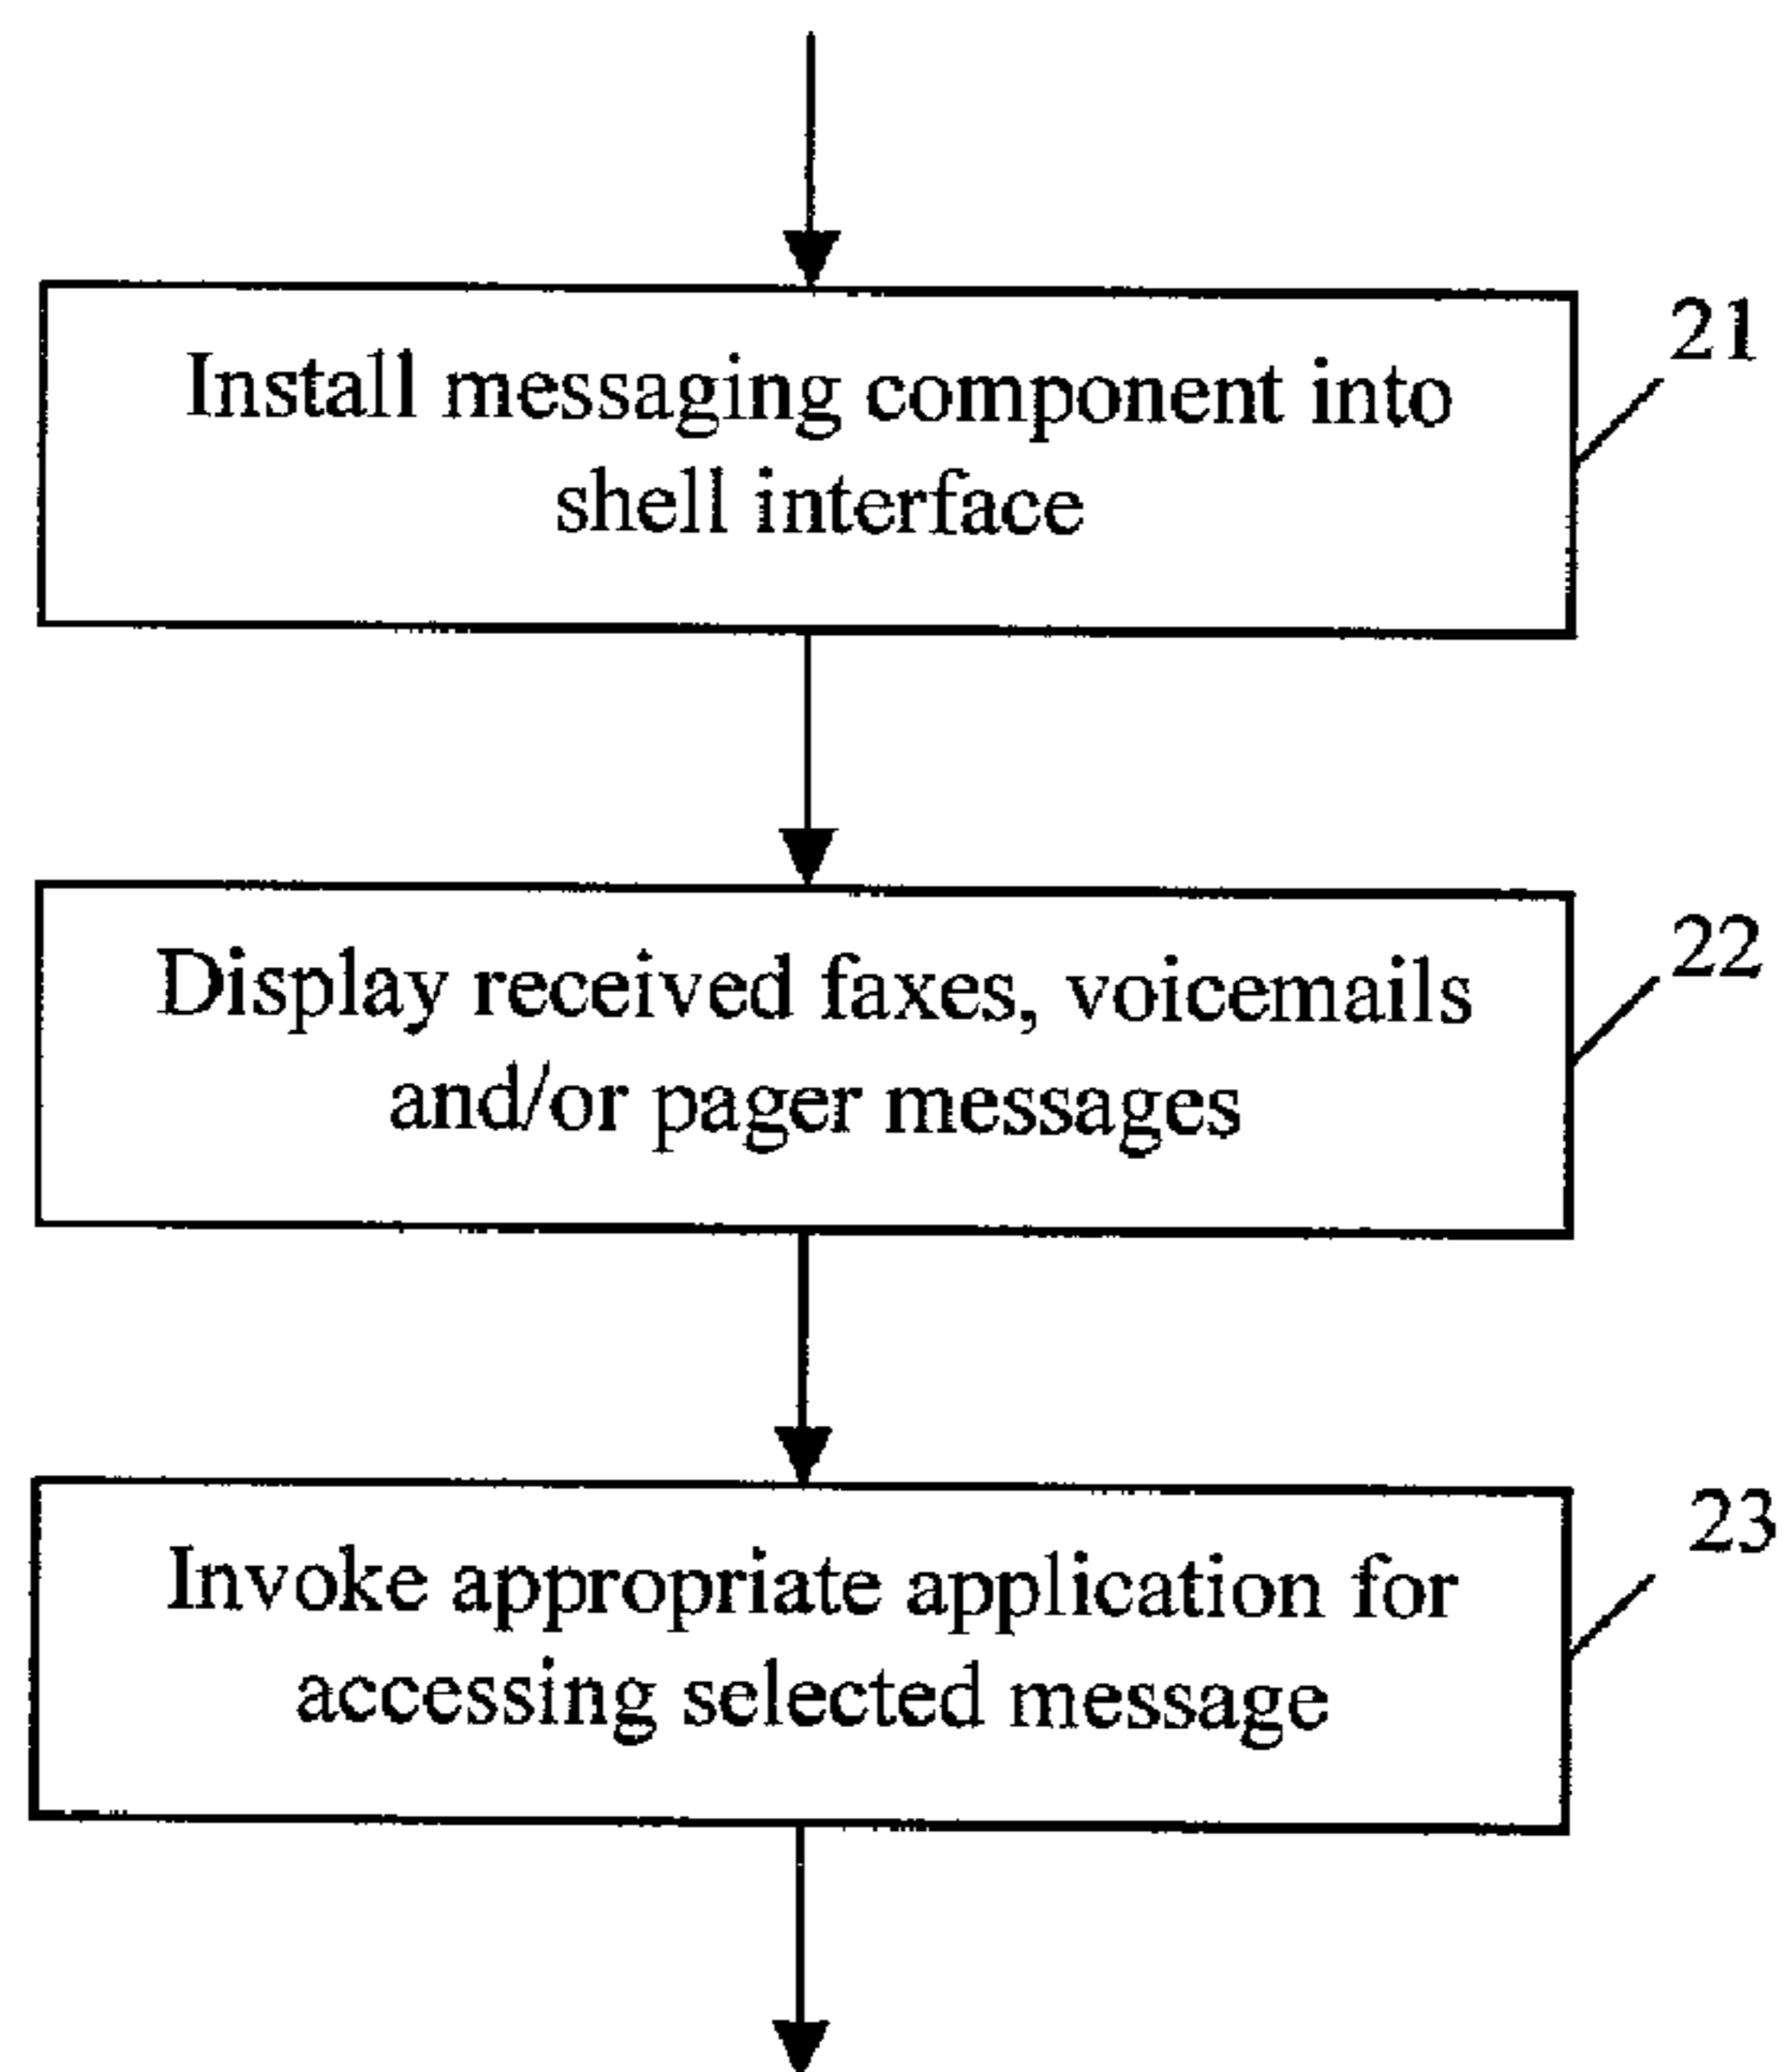 21
Install messaging component into
shell interface
22
Display received faxes, voicemails
and/or pager messages
23
Invoke appropriate application for
accessing selected message